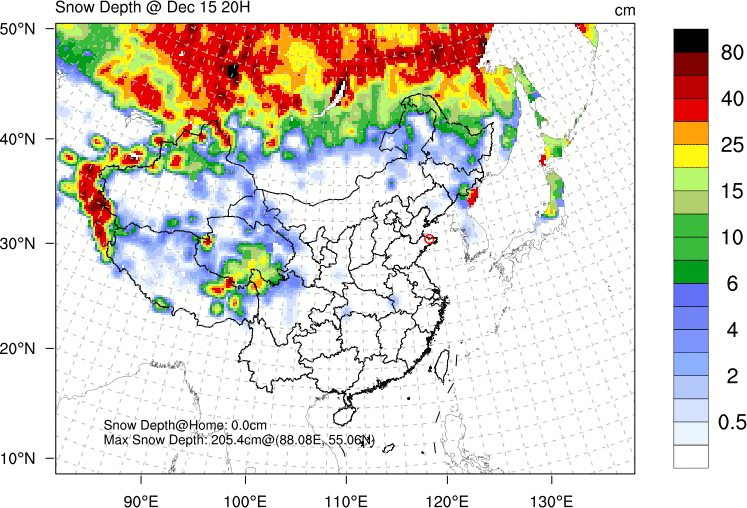 Snow Depth @ Dec 15 20H
cm
50°N
40°N
30°N
20°N
10°N
80
40
25
15
10
6
4
2
0.5
Snow Depth@Home: 0.0cm
Max Snow Depth: 205.4cm@(88.08E, 55.06N)
90°E
100°E
110°E
120°E
130°E